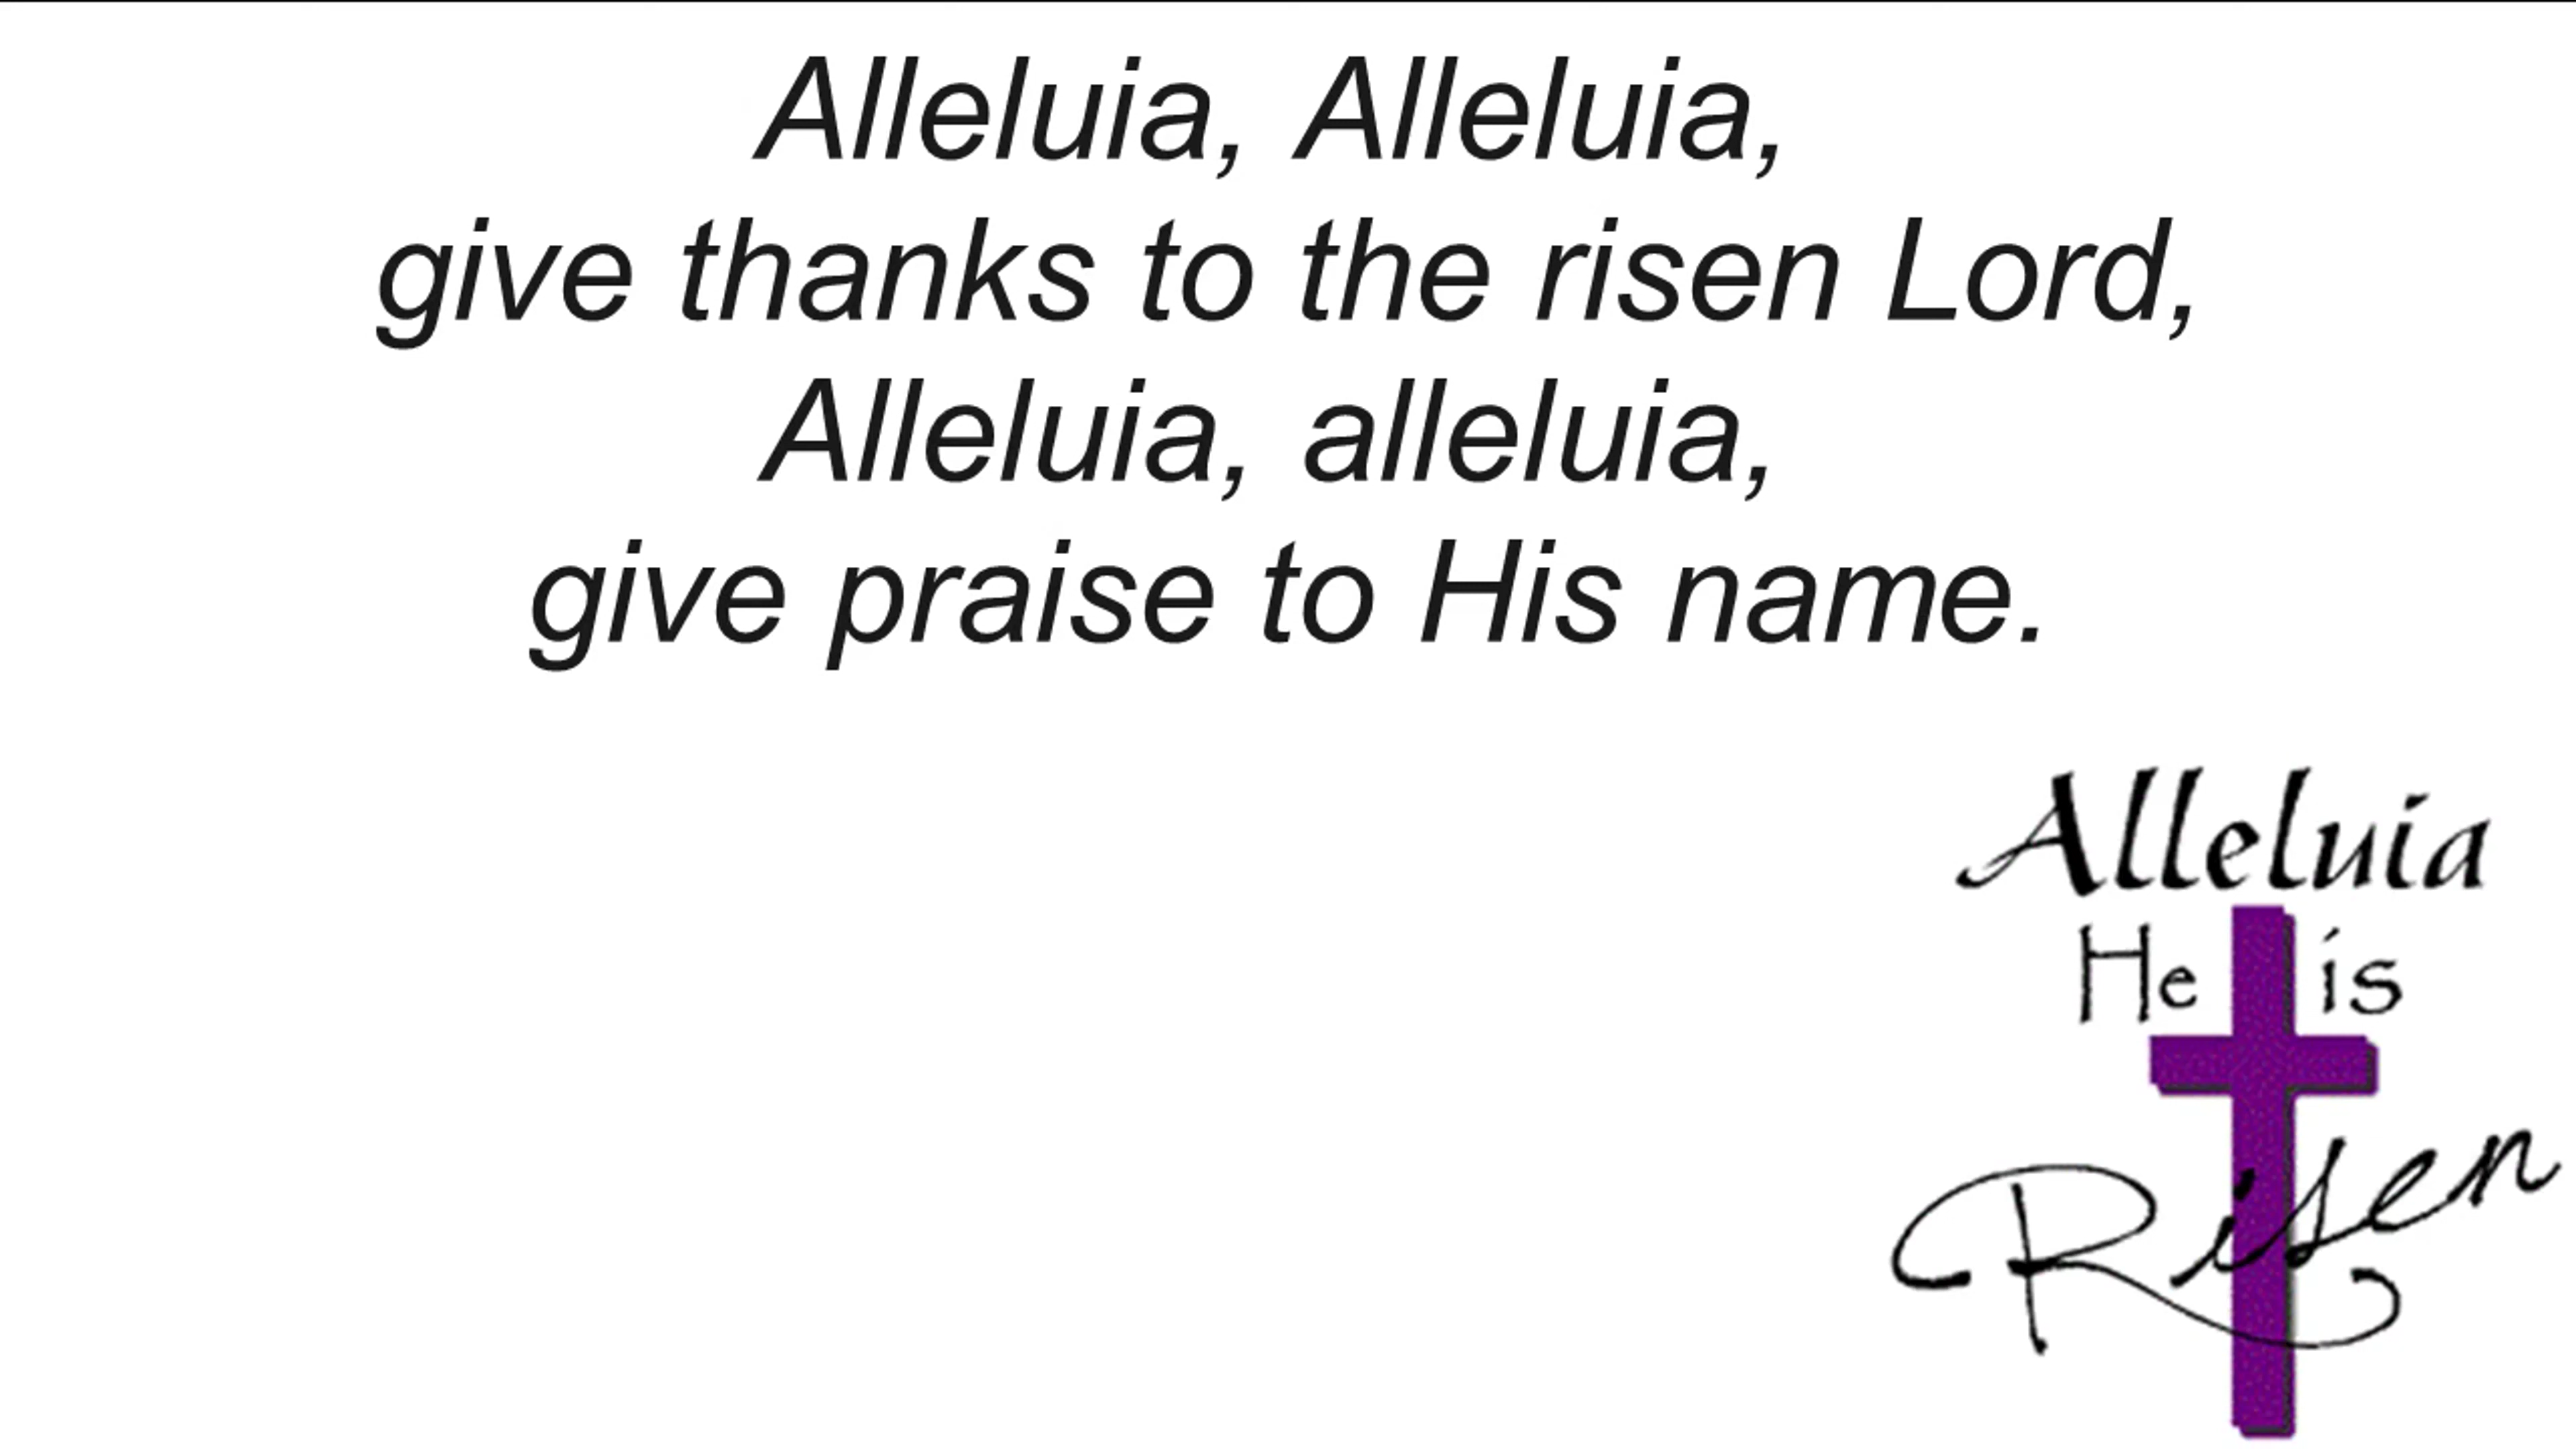 Alleluia, Alleluia,
give thanks to the risen Lord,
Alleluia, alleluia,
give praise to His name.
Alleluia
He is
Risen